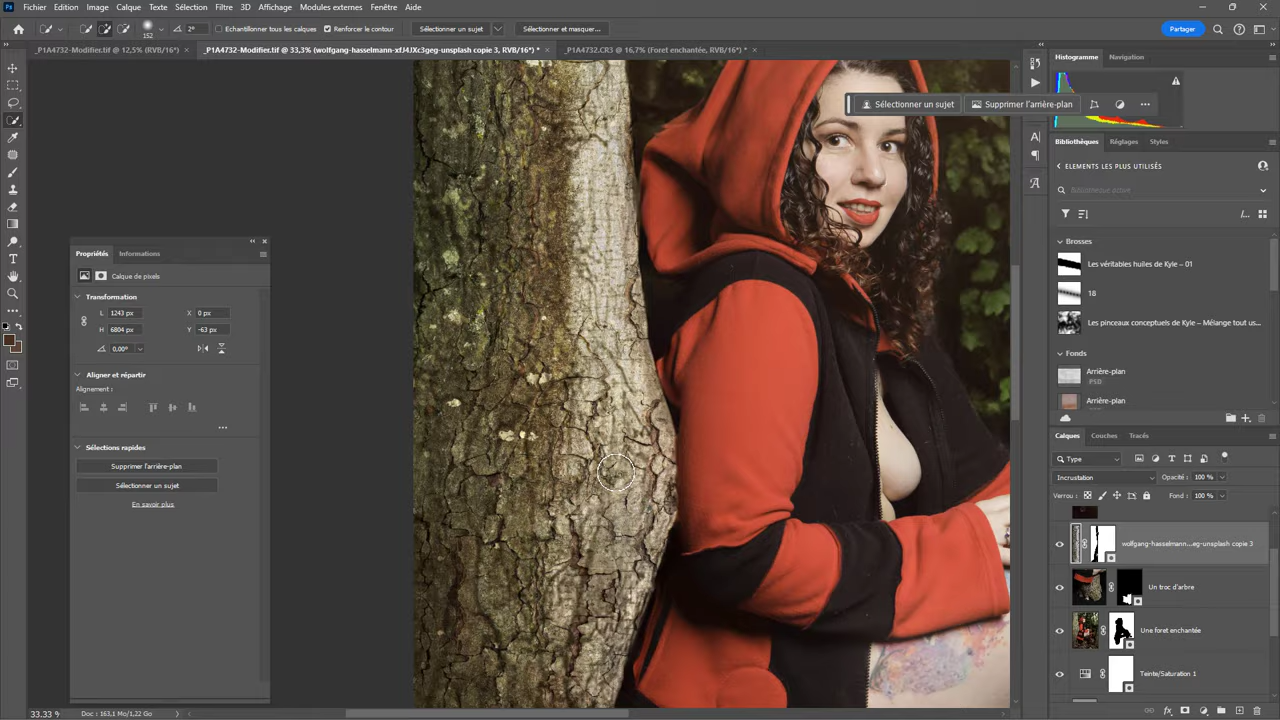 Fichier Edition Image Calque Texte Sélection Filtre 3D Affichage Plug-ins Modules externes Fenêtre Aide
152
2°
Echantillonner tous les calques
Renforcer le contour
Sélectionner un sujet
Sélectionner et masquer...
Partager
_P1A4732-Modifier.tif @ 12,5% (RVB/16*) ×
_P1A4732-Modifier.tif @ 33,3% (wolfgang-hasselmann-xfJ4JXc3geg-unsplash copie 3, RVB/16*) * ×
_P1A4732.CR3 @ 16,7% (Foret enchantée, RVB/16*) * ×
Histogramme Navigation
Sélectionner un sujet
Supprimer l'arrière-plan
Bibliothèques Réglages Styles
ELEMENTS LES PLUS UTILISÉS
Bibliothèque active
Brosses
Les véritables huiles de Kyle – 01
18
Les pinceaux conceptuels de Kyle – Mélange tout us...
Fonds
Arrière-plan
PSD
Arrière-plan
Propriétés Informations
Calque de pixels
Transformation
L 1243 px X 0 px
H 6804 px Y -63 px
0,00°
Aligner et répartir
Alignement :
Sélections rapides
Supprimer l'arrière-plan
Sélectionner un sujet
En savoir plus
Calques Couches Tracés
Type
Incrustation Opacité : 100 %
Verrou : Fond : 100 %
wolfgang-hasselmann...eg-unsplash copie 3
Un troc d'arbre
Une foret enchantée
Teinte/Saturation 1
33.33 % Doc : 163,1 Mo/1,22 Go